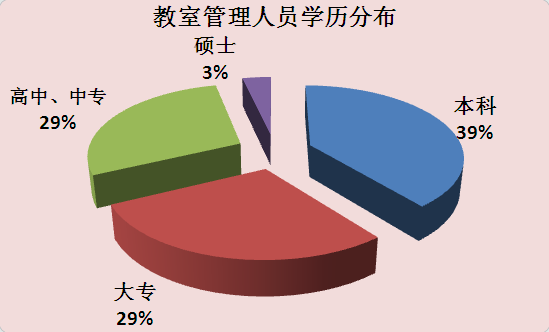 教室管理人员学历分布
硕士
3%
高中、中专
29%
本科
39%
大专
29%